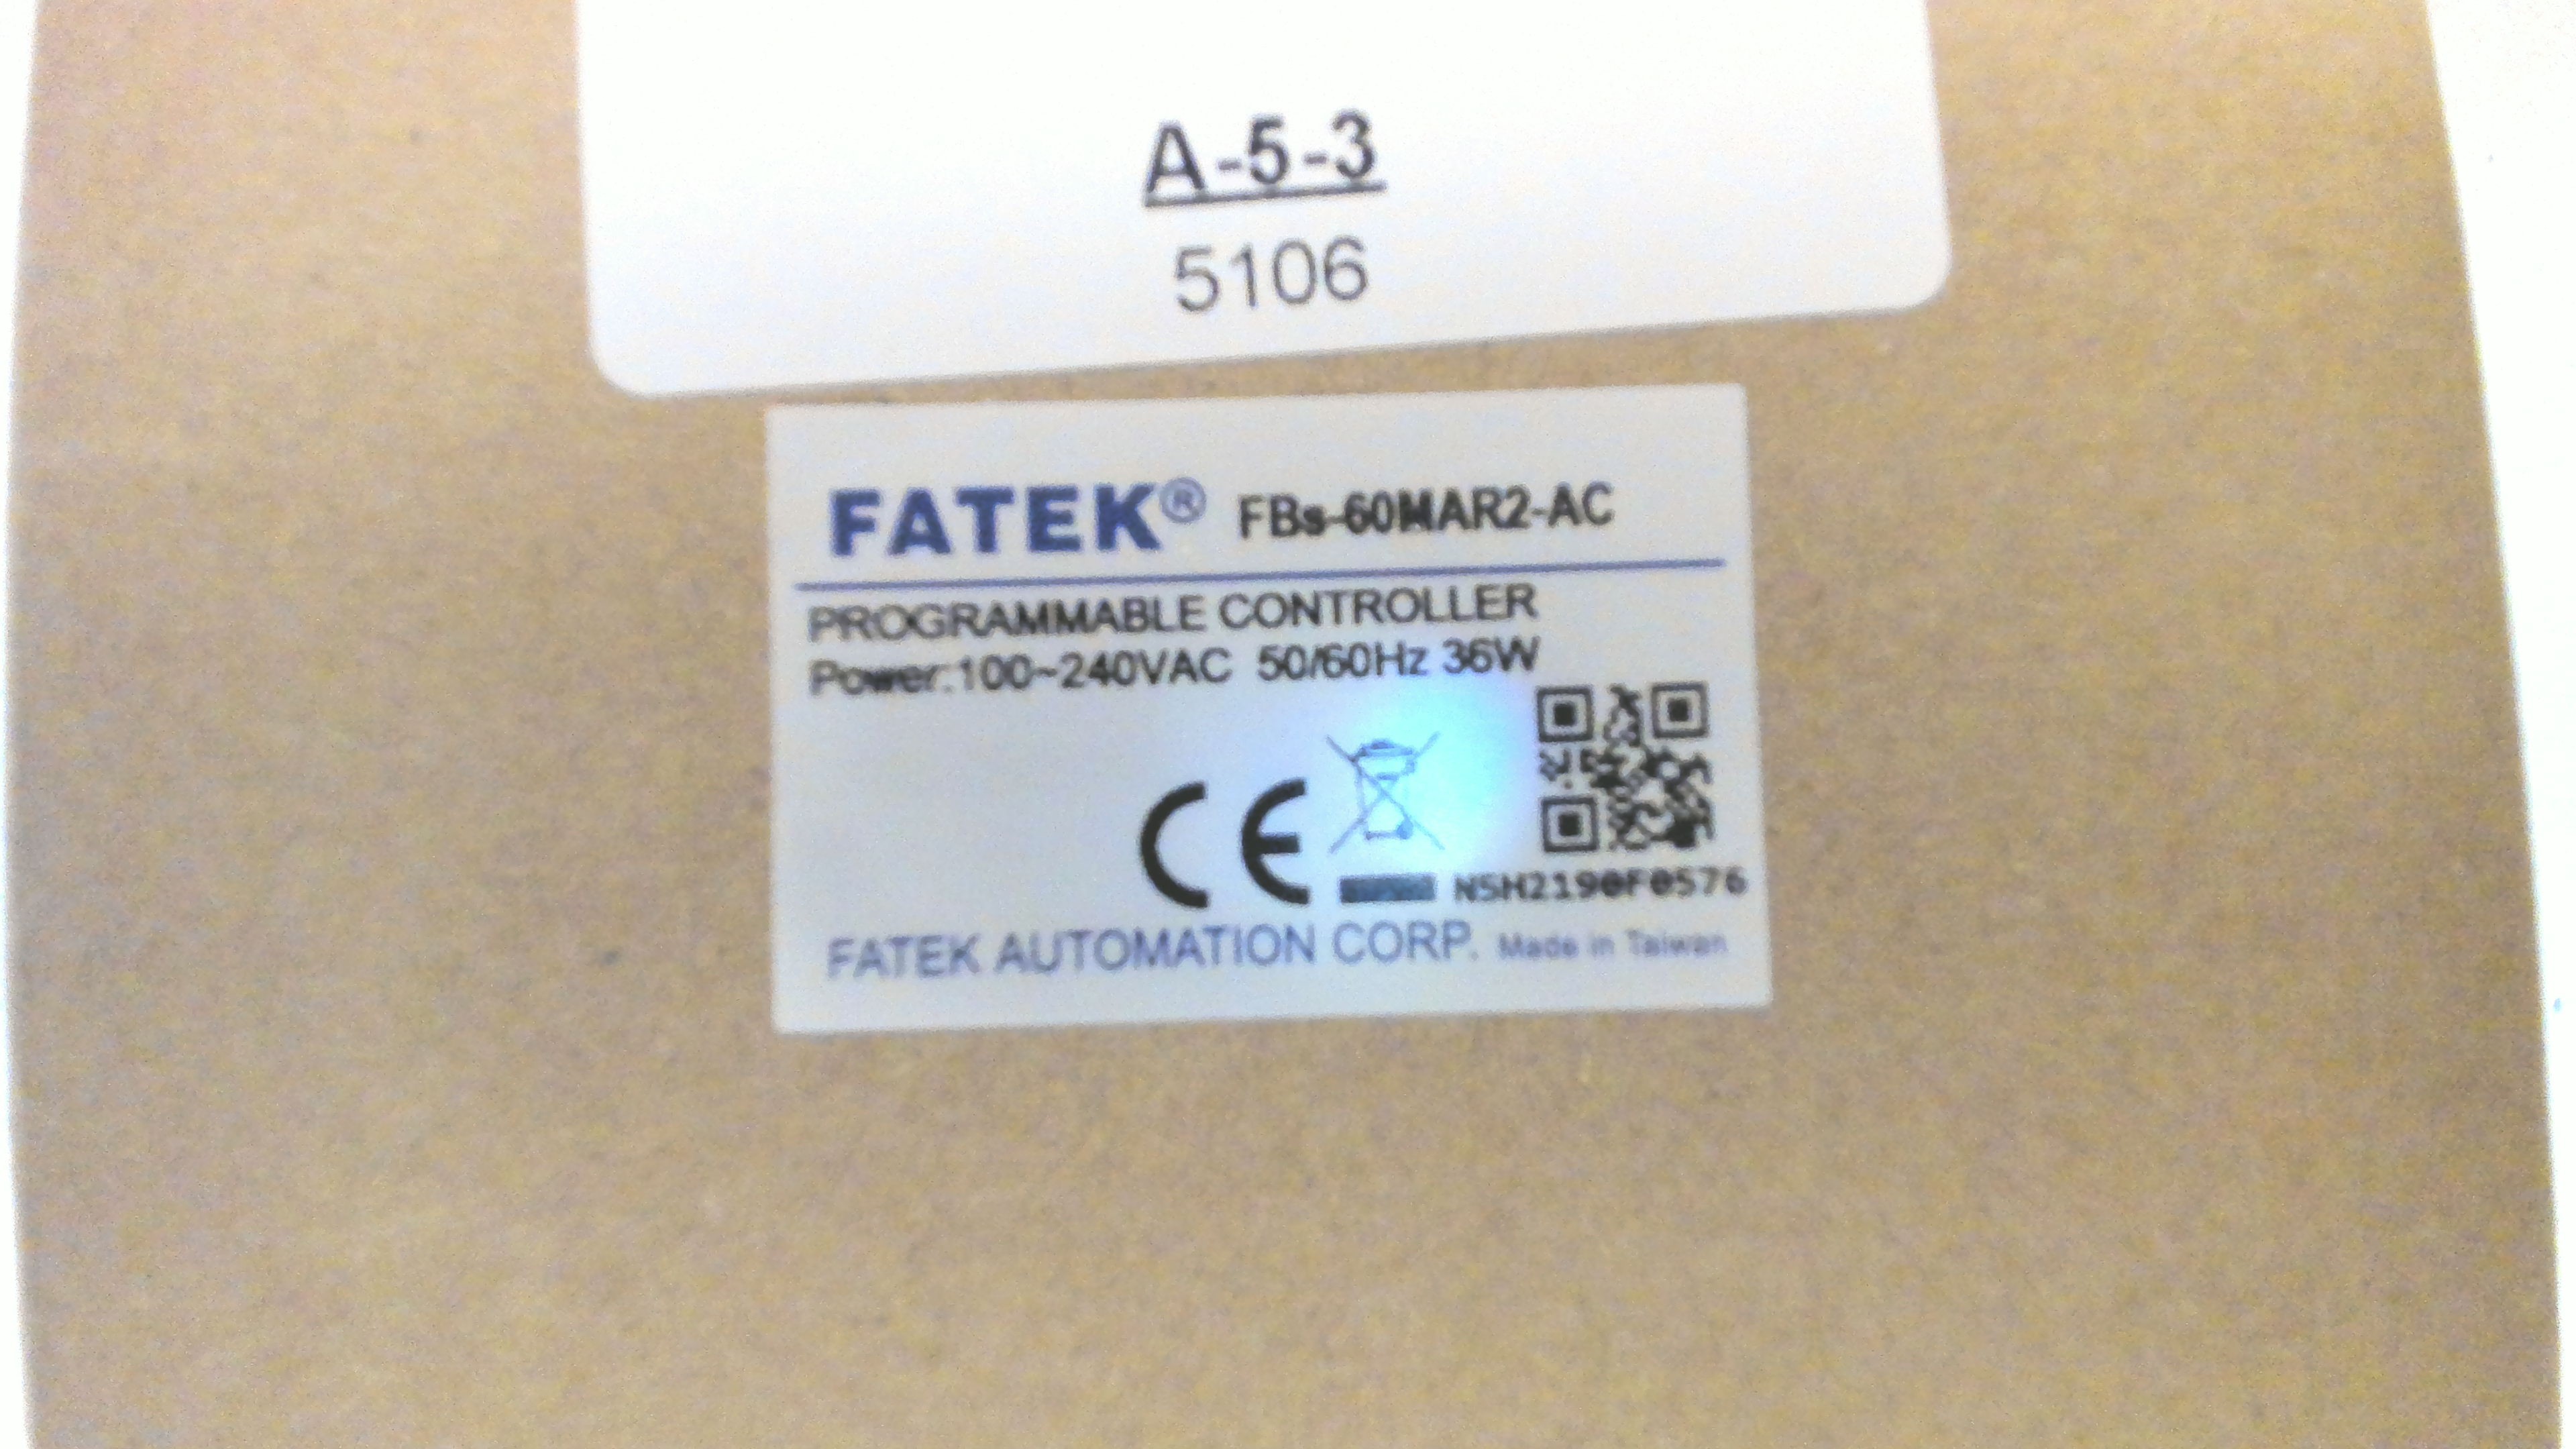 A-5-3
5106
FATEK® FBs-60MAR2-AC
PROGRAMMABLE CONTROLLER
Power:100~240VAC 50/60Hz 36W
CE
N5H2190F0576
FATEK AUTOMATION CORP. Made in Taiwan